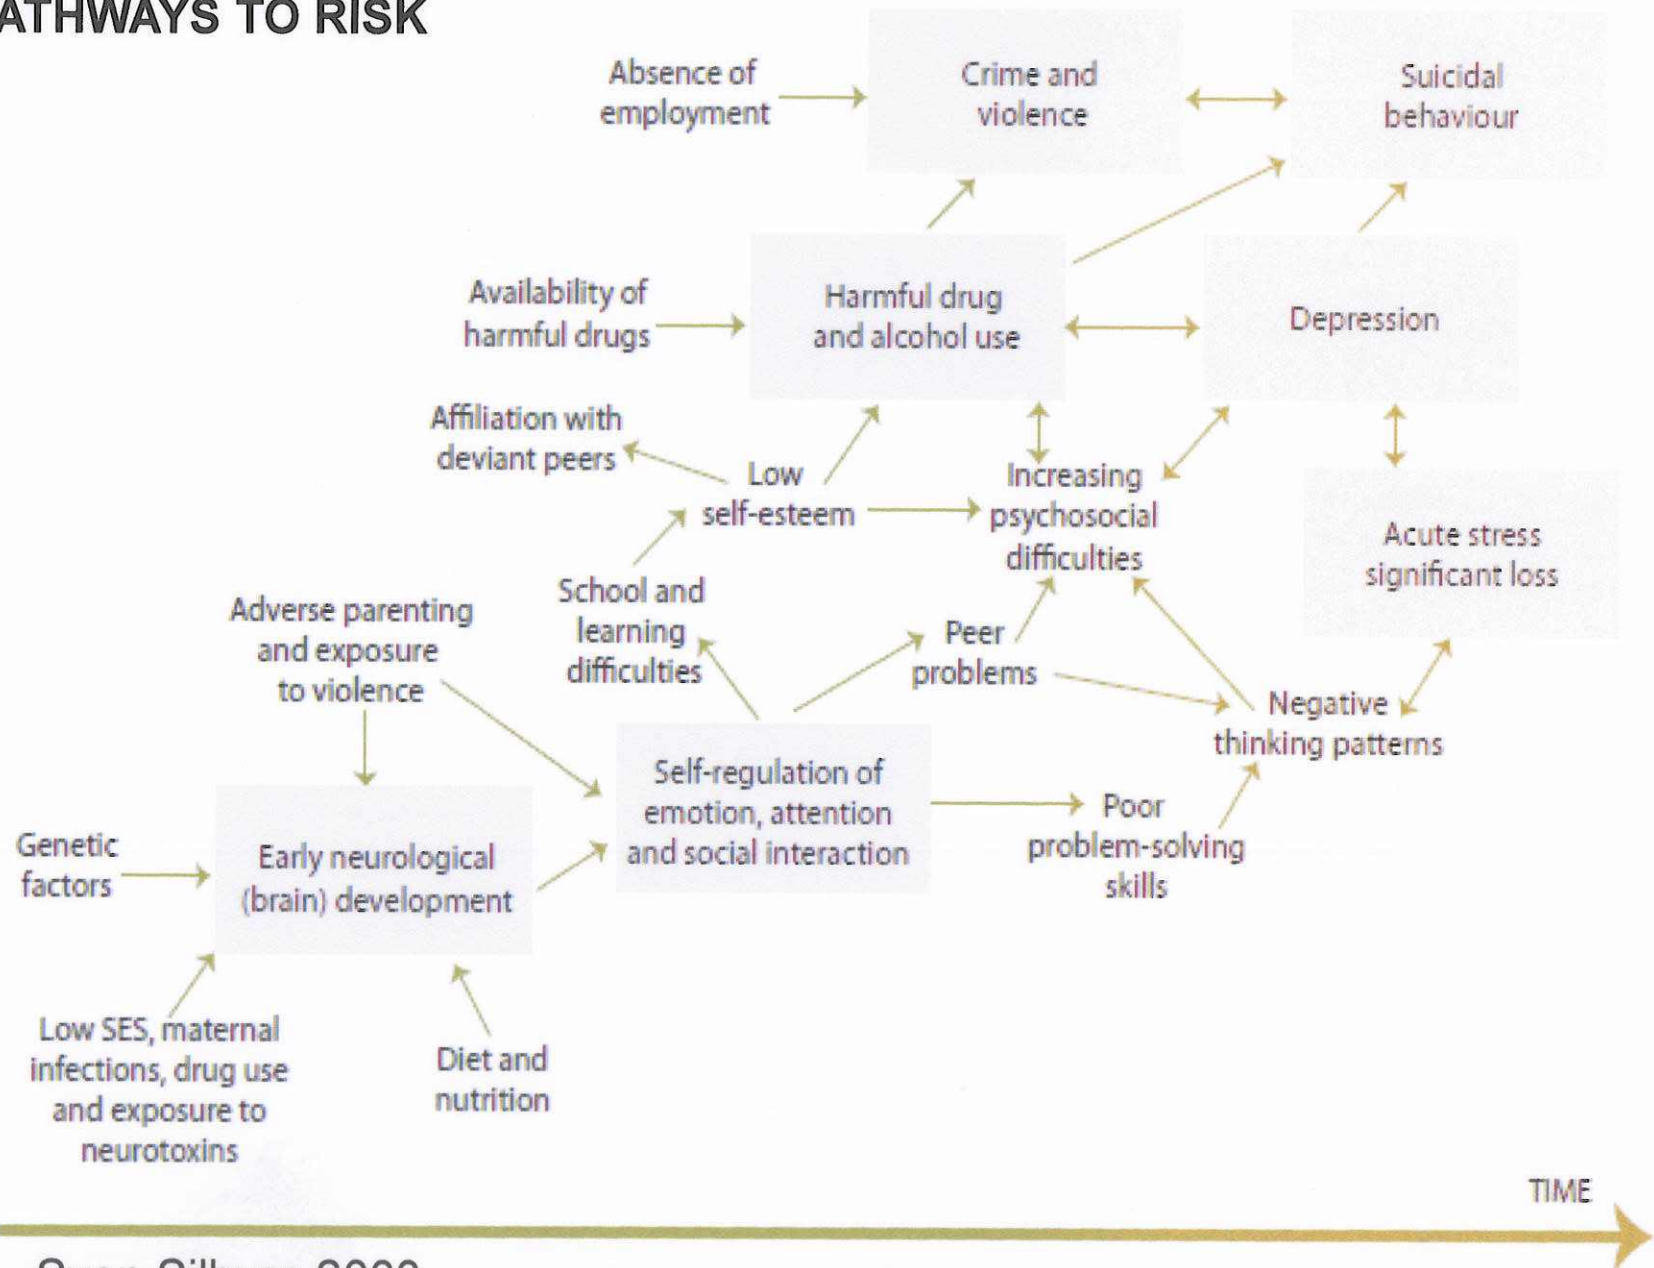 PATHWAYS TO RISK
Absence of
employment
Crime and
violence
Suicidal
behaviour
Availability of
harmful drugs
Harmful drug
and alcohol use
Depression
Affiliation with
deviant peers
Low
self-esteem
Increasing
psychosocial
difficulties
Acute stress
significant loss
School and
learning
difficulties
Adverse parenting
and exposure
to violence
Peer
problems
Negative
thinking patterns
Self-regulation of
emotion, attention
and social interaction
Poor
problem-solving
skills
Genetic
factors
Early neurological
(brain) development
Low SES, maternal
infections, drug use
and exposure to
neurotoxins
Diet and
nutrition
TIME